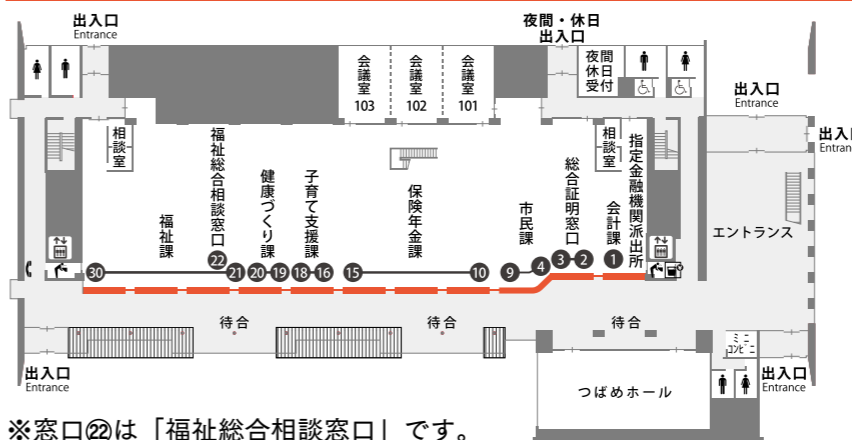 出入口
Entrance
夜間・休日
出入口
夜間
休日
受付
会議室
103
会議室
102
会議室
101
出入口
Entrance
出入口
相談室
福祉課
福祉総合相談窓口
健康づくり課
子育て支援課
保険年金課
市民課
総合証明窓口
会計課
相談室
指定金融機関派出所
エントランス
30
22
21
20
19
18
16
15
10
9
4
3
2
1
待合
待合
待合
ミニ
コンビニ
出入口
Entrance
つばめホール
出入口
Entrance
※窓口㉒は「福祉総合相談窓口」です。